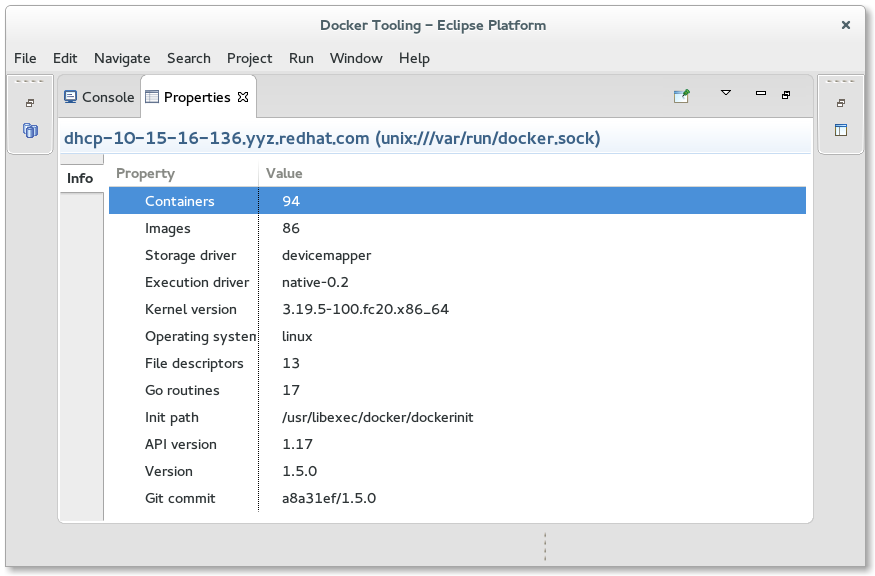 Docker Tooling - Eclipse Platform
File Edit Navigate Search Project Run Window Help
Console Properties
dhcp-10-15-16-136.yyz.redhat.com (unix:///var/run/docker.sock)
Info
Property Value
Containers 94
Images 86
Storage driver devicemapper
Execution driver native-0.2
Kernel version 3.19.5-100.fc20.x86_64
Operating system linux
File descriptors 13
Go routines 17
Init path /usr/libexec/docker/dockerinit
API version 1.17
Version 1.5.0
Git commit a8a31ef/1.5.0